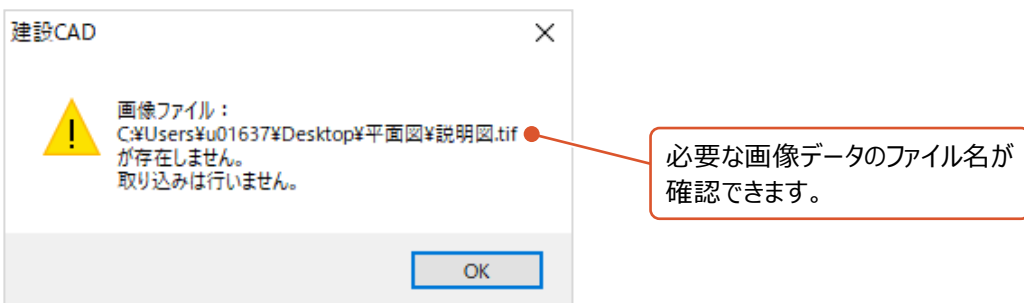 建設CAD
画像ファイル：
C:¥Users¥u01637¥Desktop¥平面図¥説明図.tif
が存在しません。
取り込みは行いません。
必要な画像データのファイル名が
確認できます。
OK